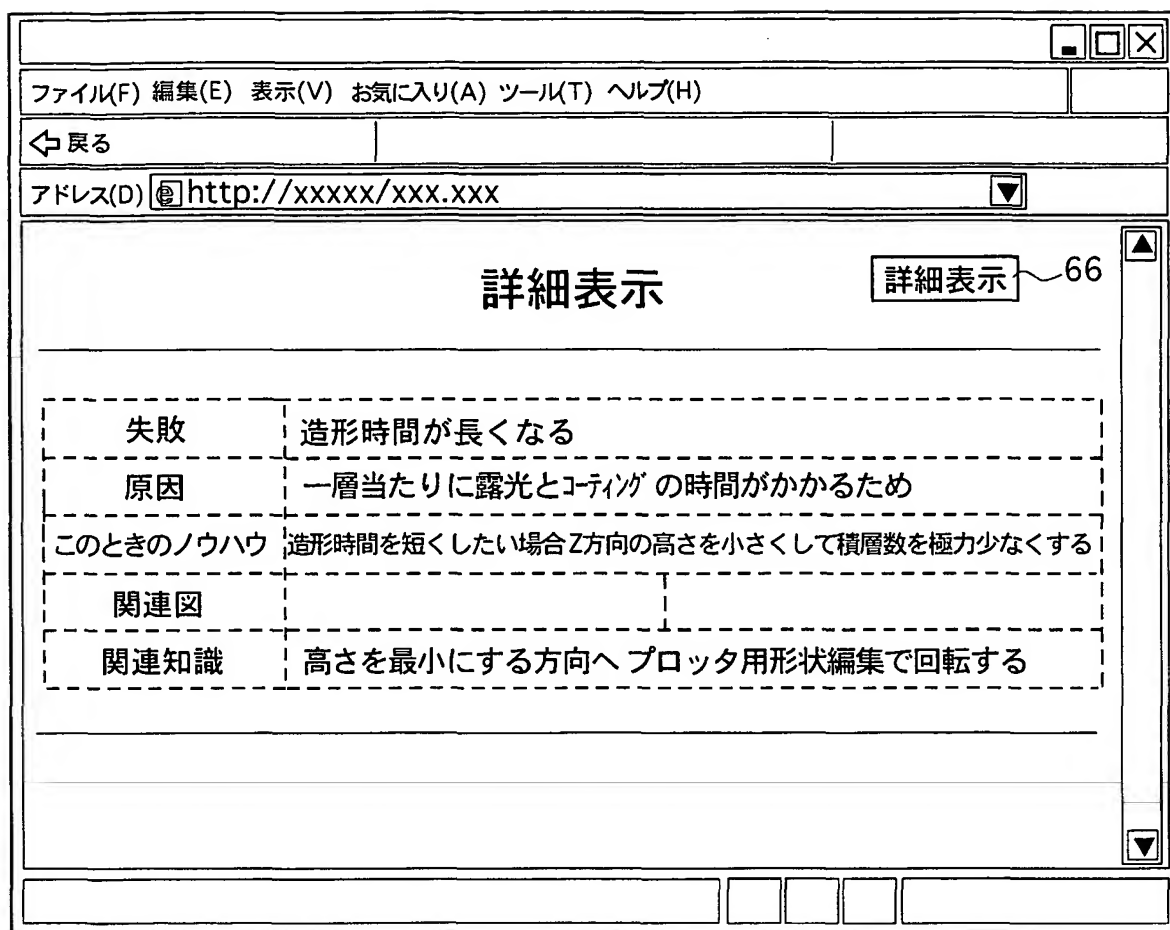 ファイル(F) 編集(E) 表示(V) お気に入り(A) ツール(T) ヘルプ(H)
戻る
アドレス(D) http://xxxxx/xxx.xxx
詳細表示
詳細表示 66
失敗 造形時間が長くなる
原因 一層当たりに露光とコーティングの時間がかかるため
このときのノウハウ 造形時間を短くしたい場合Z方向の高さを小さくして積層数を極力少なくする
関連図
関連知識 高さを最小にする方向へプロッタ用形状編集で回転する